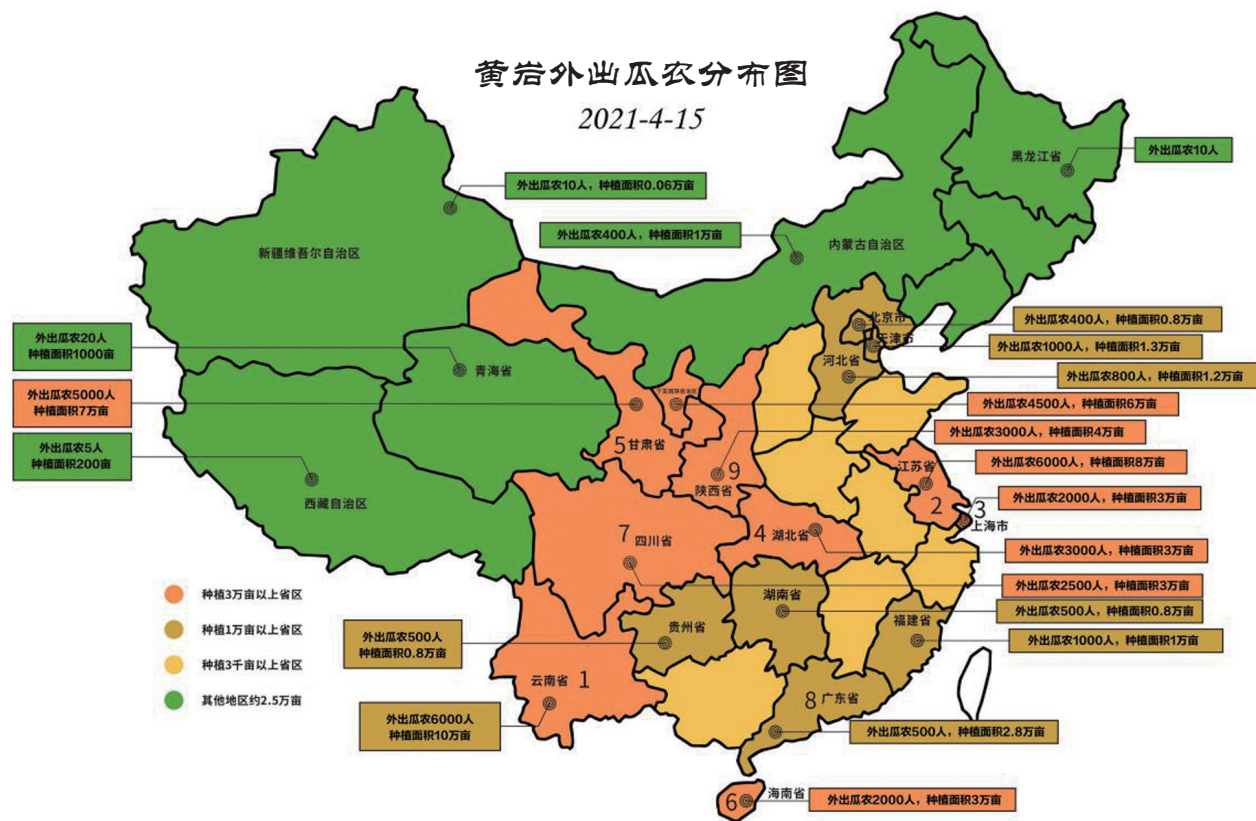 黄岩外出瓜农分布图
2021-4-15
黑龙江省
外出瓜农10人
外出瓜农10人，种植面积0.06万亩
外出瓜农400人，种植面积1万亩
内蒙古自治区
新疆维吾尔自治区
北京市
外出瓜农400人，种植面积0.8万亩
天津市
外出瓜农1000人，种植面积1.3万亩
河北省
外出瓜农800人，种植面积1.2万亩
外出瓜农20人
种植面积1000亩
青海省
外出瓜农5000人
种植面积7万亩
宁夏回族自治区
外出瓜农4500人，种植面积6万亩
外出瓜农3000人，种植面积4万亩
5 甘肃省
9
陕西省
外出瓜农5人
种植面积200亩
西藏自治区
江苏省
2
外出瓜农6000人，种植面积8万亩
外出瓜农2000人，种植面积3万亩
3
上海市
7 四川省
4 湖北省
外出瓜农3000人，种植面积3万亩
外出瓜农2500人，种植面积3万亩
湖南省
外出瓜农500人，种植面积0.8万亩
福建省
外出瓜农1000人，种植面积1万亩
种植3万亩以上省区
种植1万亩以上省区
种植3千亩以上省区
其他地区约2.5万亩
外出瓜农500人
种植面积0.8万亩
贵州省
云南省 1
外出瓜农6000人
种植面积10万亩
8 广东省
外出瓜农500人，种植面积2.8万亩
6
海南省
外出瓜农2000人，种植面积3万亩